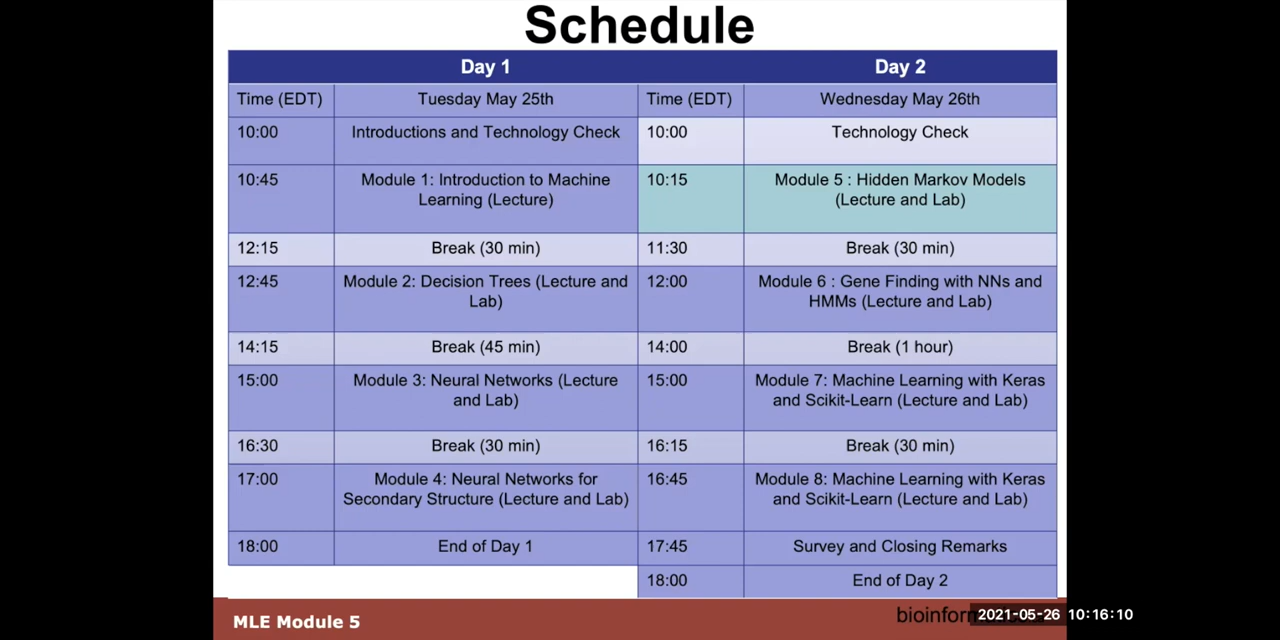 Schedule
Day 1
Day 2
Time (EDT)
Tuesday May 25th
Time (EDT)
Wednesday May 26th
10:00
Introductions and Technology Check
10:00
Technology Check
10:45
Module 1: Introduction to Machine
Learning (Lecture)
10:15
Module 5 : Hidden Markov Models
(Lecture and Lab)
12:15
Break (30 min)
11:30
Break (30 min)
12:45
Module 2: Decision Trees (Lecture and
Lab)
12:00
Module 6 : Gene Finding with NNs and
HMMs (Lecture and Lab)
14:15
Break (45 min)
14:00
Break (1 hour)
15:00
Module 3: Neural Networks (Lecture
and Lab)
15:00
Module 7: Machine Learning with Keras
and Scikit-Learn (Lecture and Lab)
16:30
Break (30 min)
16:15
Break (30 min)
17:00
Module 4: Neural Networks for
Secondary Structure (Lecture and Lab)
16:45
Module 8: Machine Learning with Keras
and Scikit-Learn (Lecture and Lab)
18:00
End of Day 1
17:45
Survey and Closing Remarks
18:00
End of Day 2
MLE Module 5
2021-05-26 10:16:10